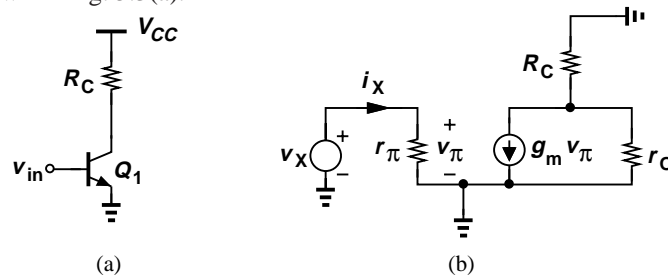 V_CC
R_C
v_in
Q_1
(a)
R_C
i_X
v_X
+
−
r_π
+
v_π
−
g_m v_π
r_O
(b)